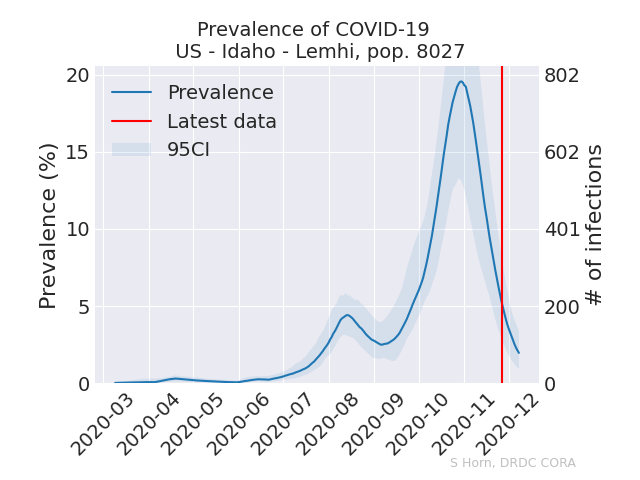 Prevalence of COVID-19
US - Idaho - Lemhi, pop. 8027
Prevalence
Latest data
95CI
Prevalence (%)
20
15
10
5
0
802
602
401
200
0
# of infections
2020-03
2020-04
2020-05
2020-06
2020-07
2020-08
2020-09
2020-10
2020-11
2020-12
S Horn, DRDC CORA